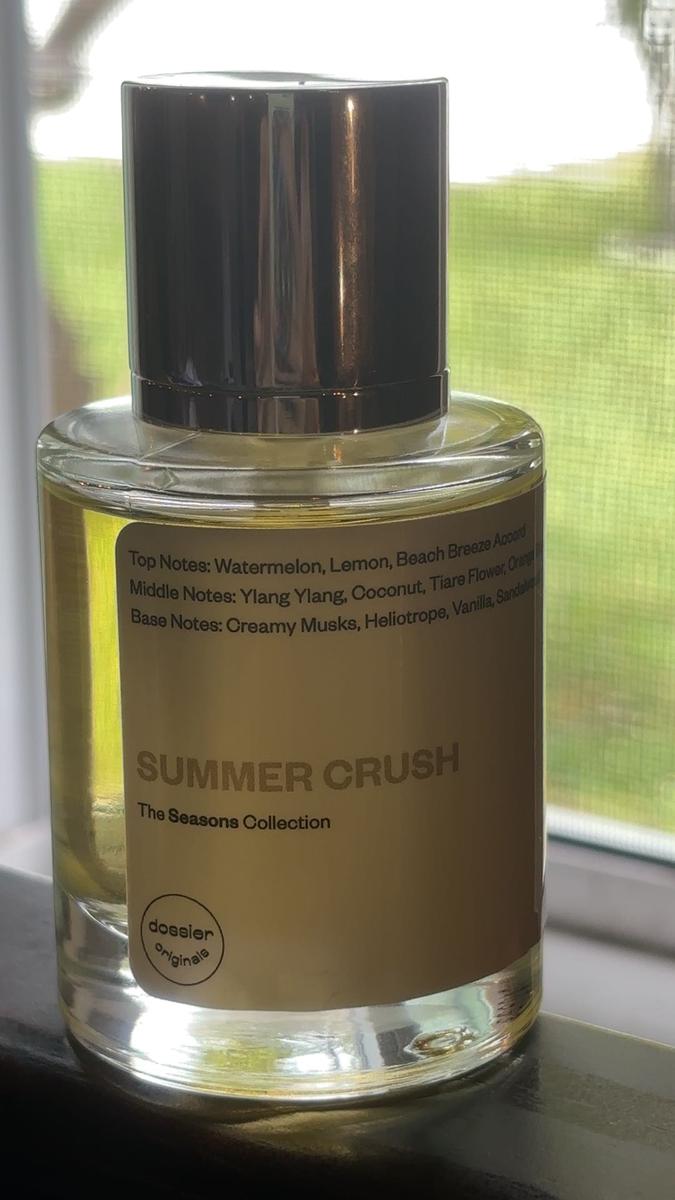 Top Notes: Watermelon, Lemon, Beach Breeze Accord
Middle Notes: Ylang Ylang, Coconut, Tiare Flower,
Base Notes: Creamy Musks, Heliotrope, Vanilla,
SUMMER CRUSH
The Seasons Collection
dossier
originals